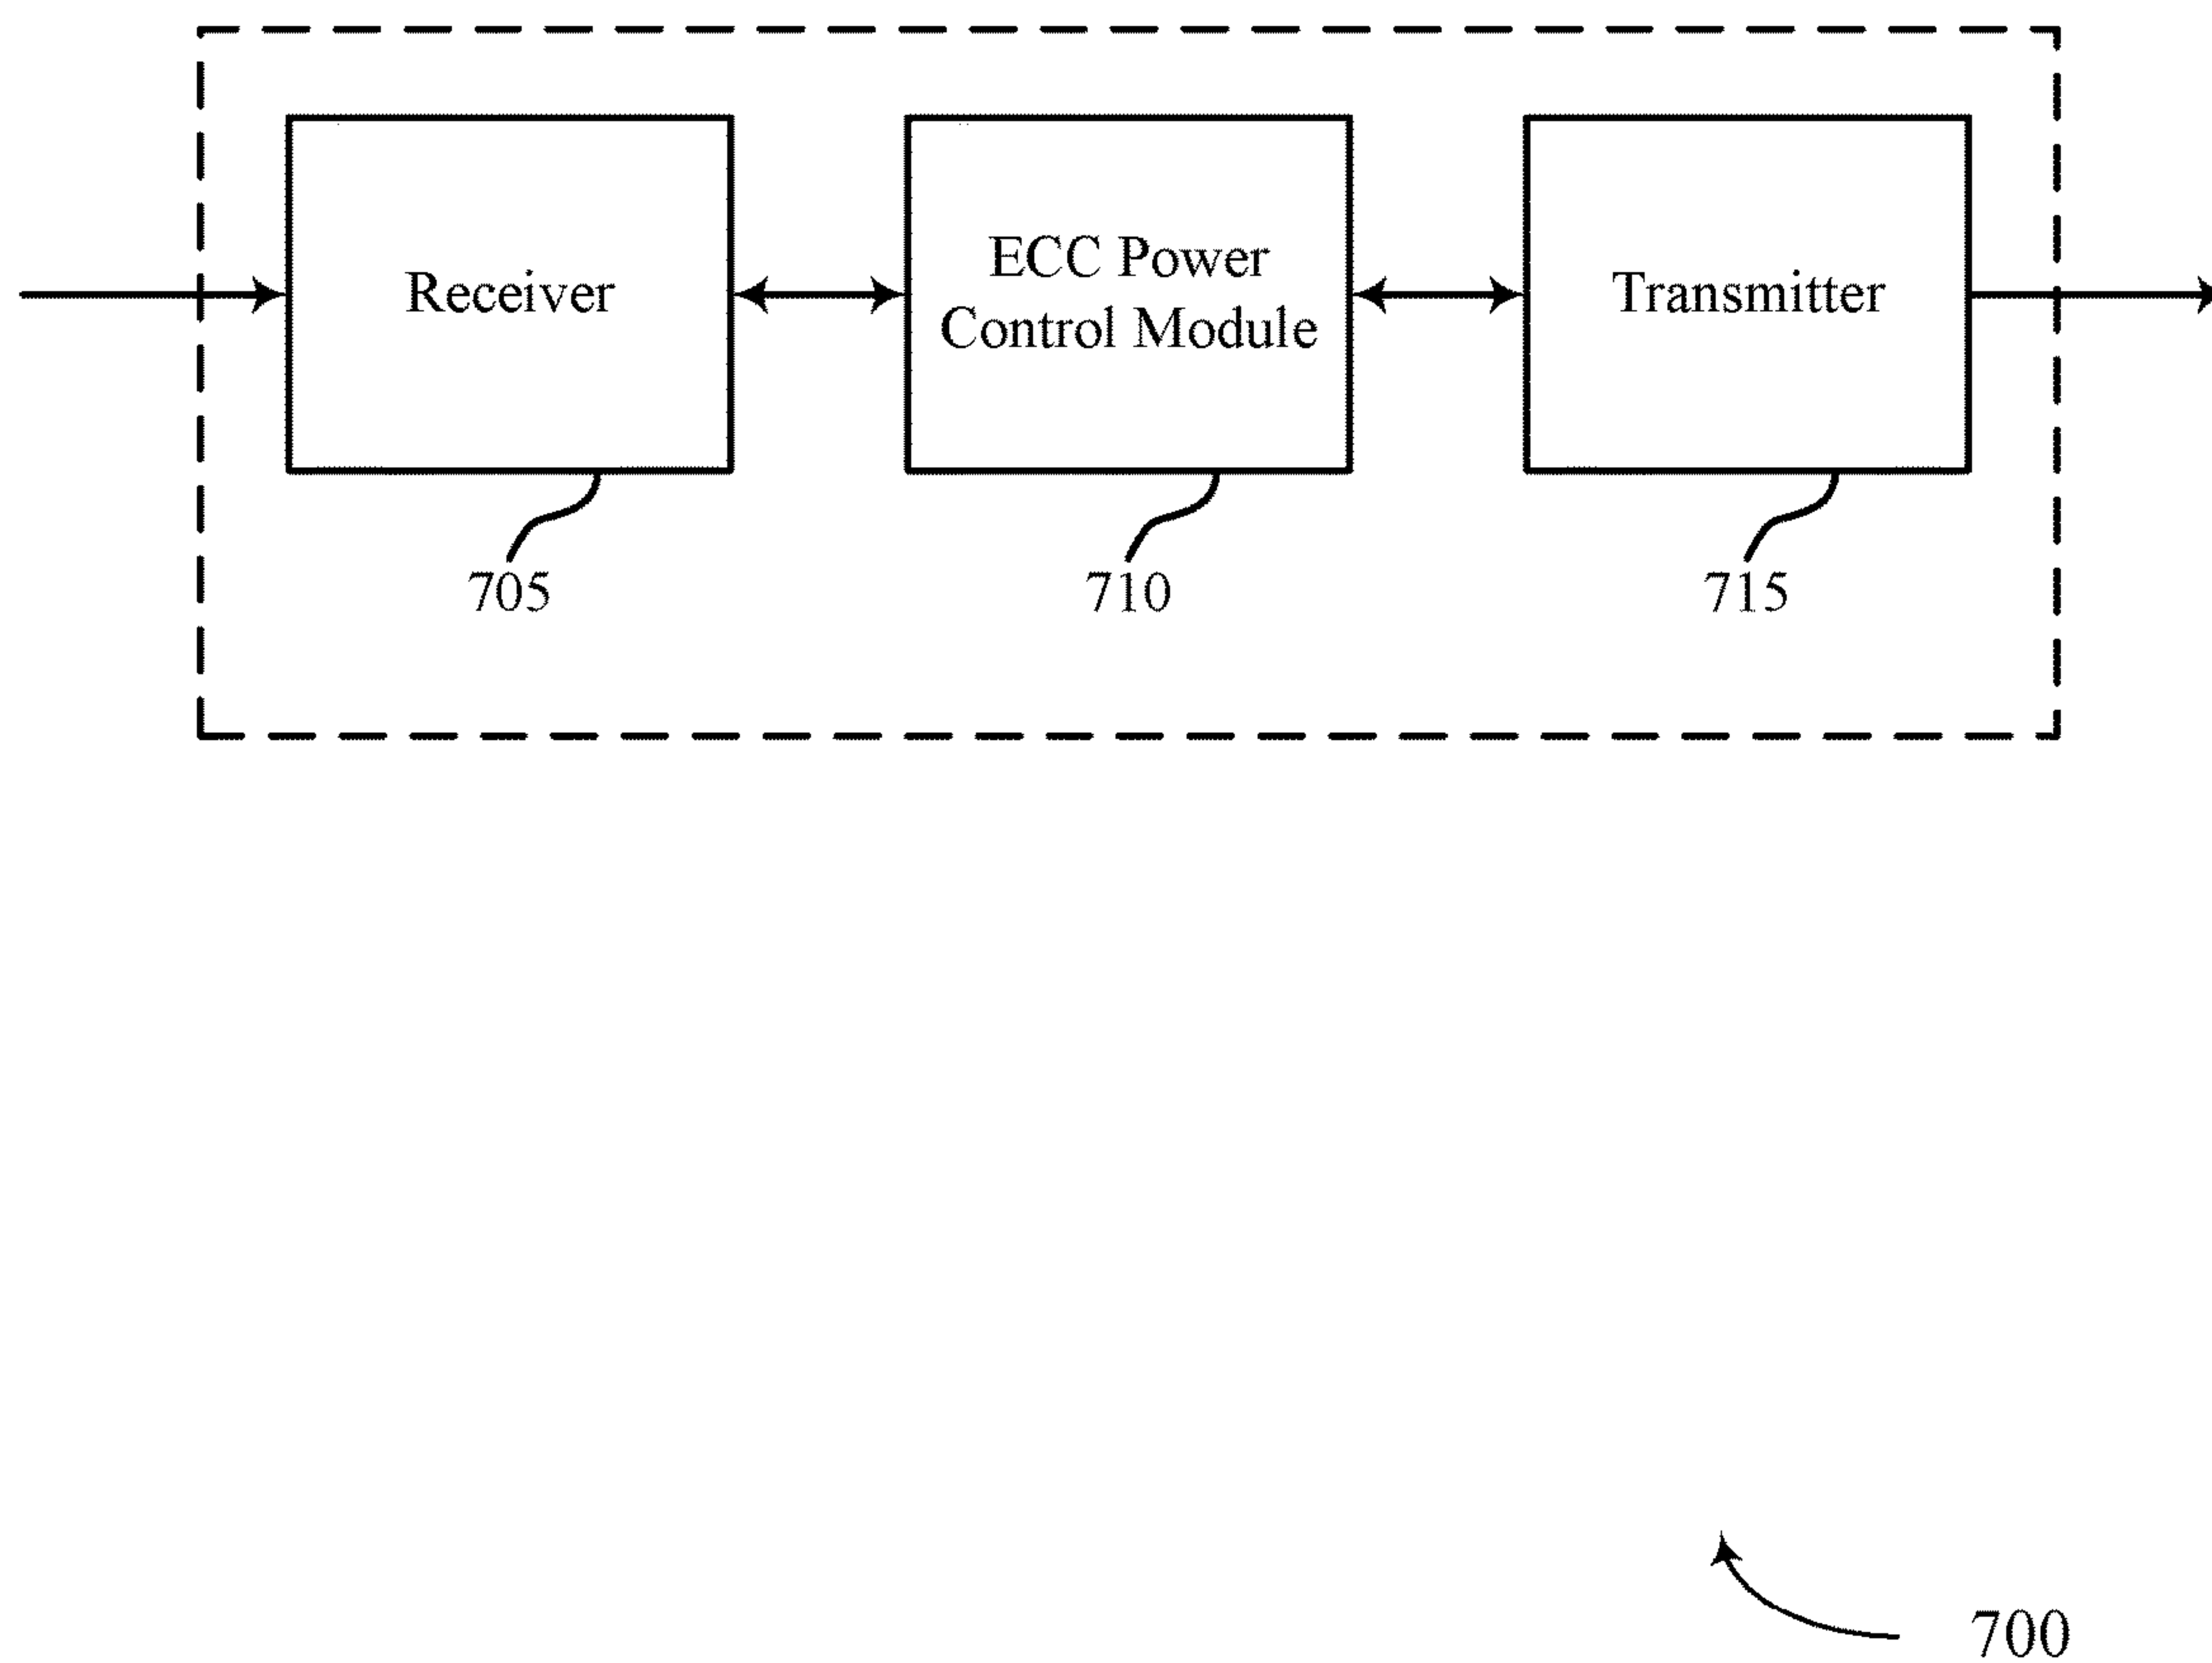 Receiver
ECC Power
Control Module
Transmitter
705
710
715
700